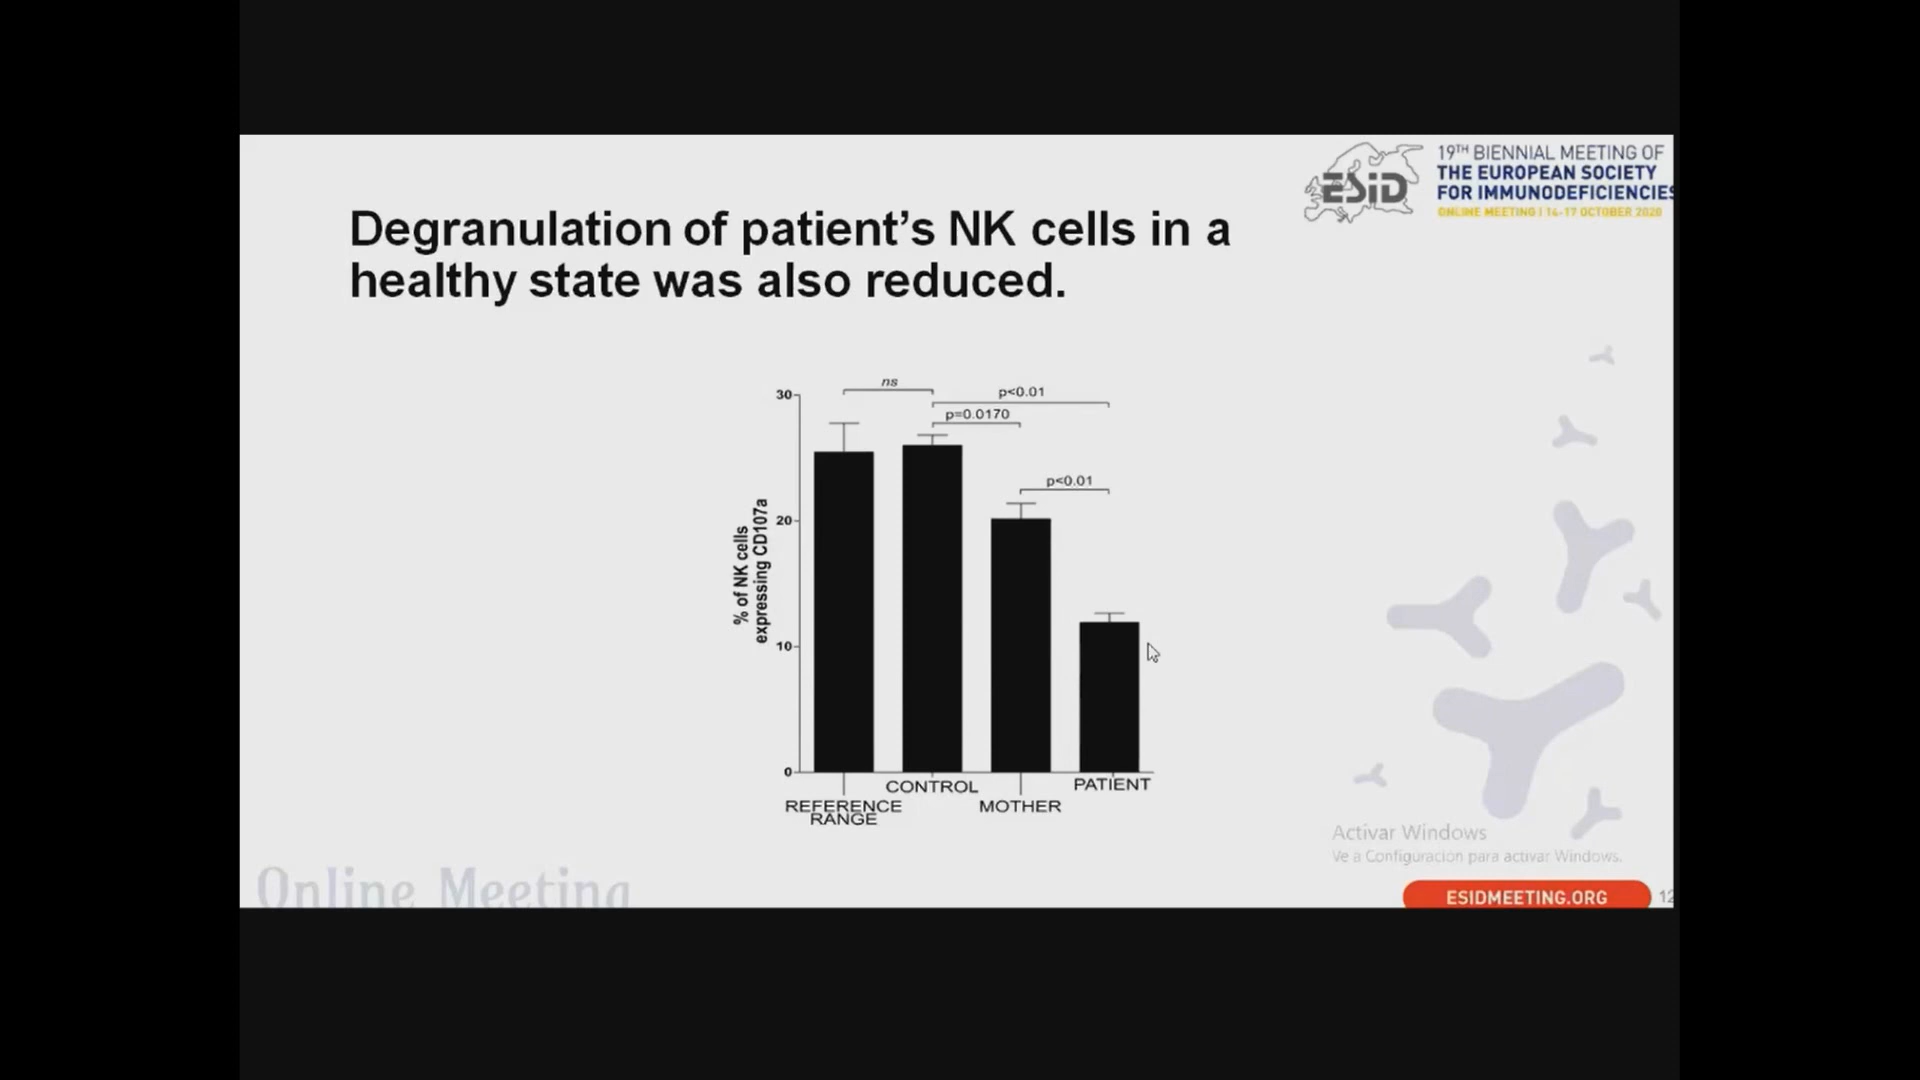 ESiD
19TH BIENNIAL MEETING OF
THE EUROPEAN SOCIETY
FOR IMMUNODEFICIENCIES
ONLINE MEETING | 14-17 OCTOBER 2020
Degranulation of patient’s NK cells in a
healthy state was also reduced.
ns
p<0.01
p=0.0170
p<0.01
30
20
10
0
% of NK cells
expressing CD107a
REFERENCE
RANGE
CONTROL
MOTHER
PATIENT
Activar Windows
Ve a Configuración para activar Windows.
Online Meeting
ESIDMEETING.ORG
12